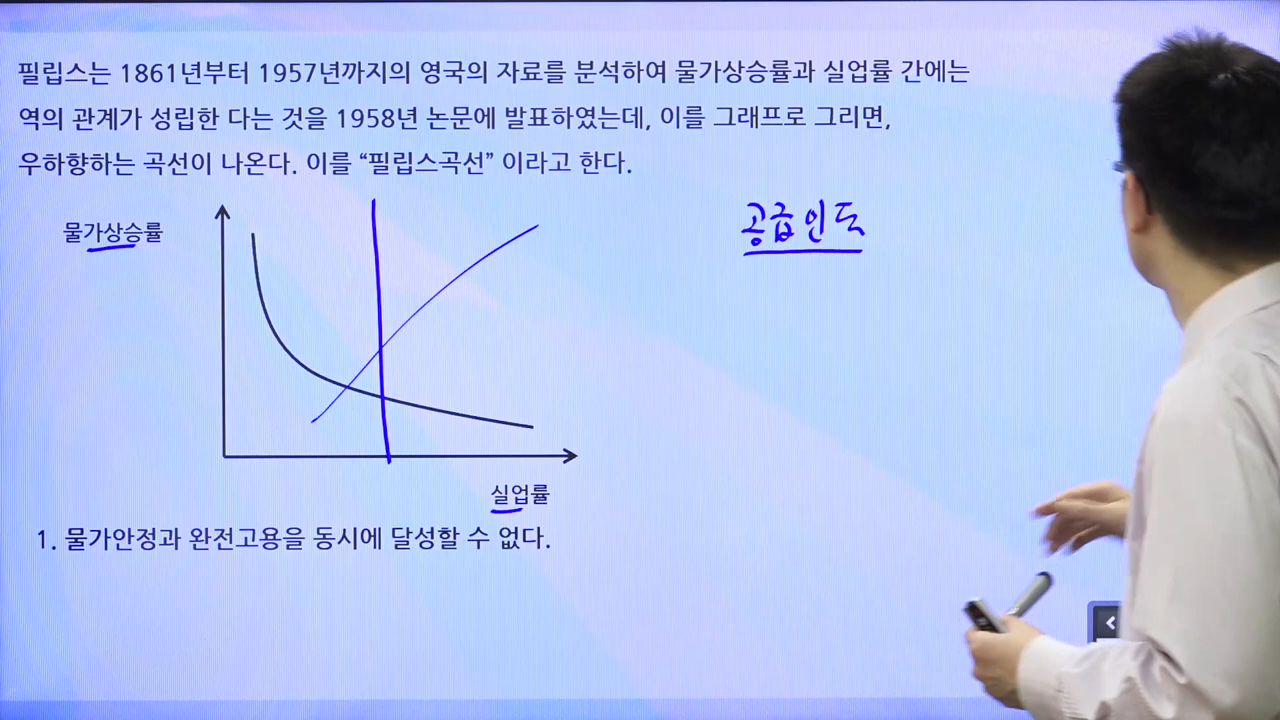 필립스는 1861년부터 1957년까지의 영국의 자료를 분석하여 물가상승률과 실업률 간에는
역의 관계가 성립한 다는 것을 1958년 논문에 발표하였는데, 이를 그래프로 그리면,
우하향하는 곡선이 나온다. 이를 “필립스곡선” 이라고 한다.
물가상승률
공급인도
실업률
1. 물가안정과 완전고용을 동시에 달성할 수 없다.